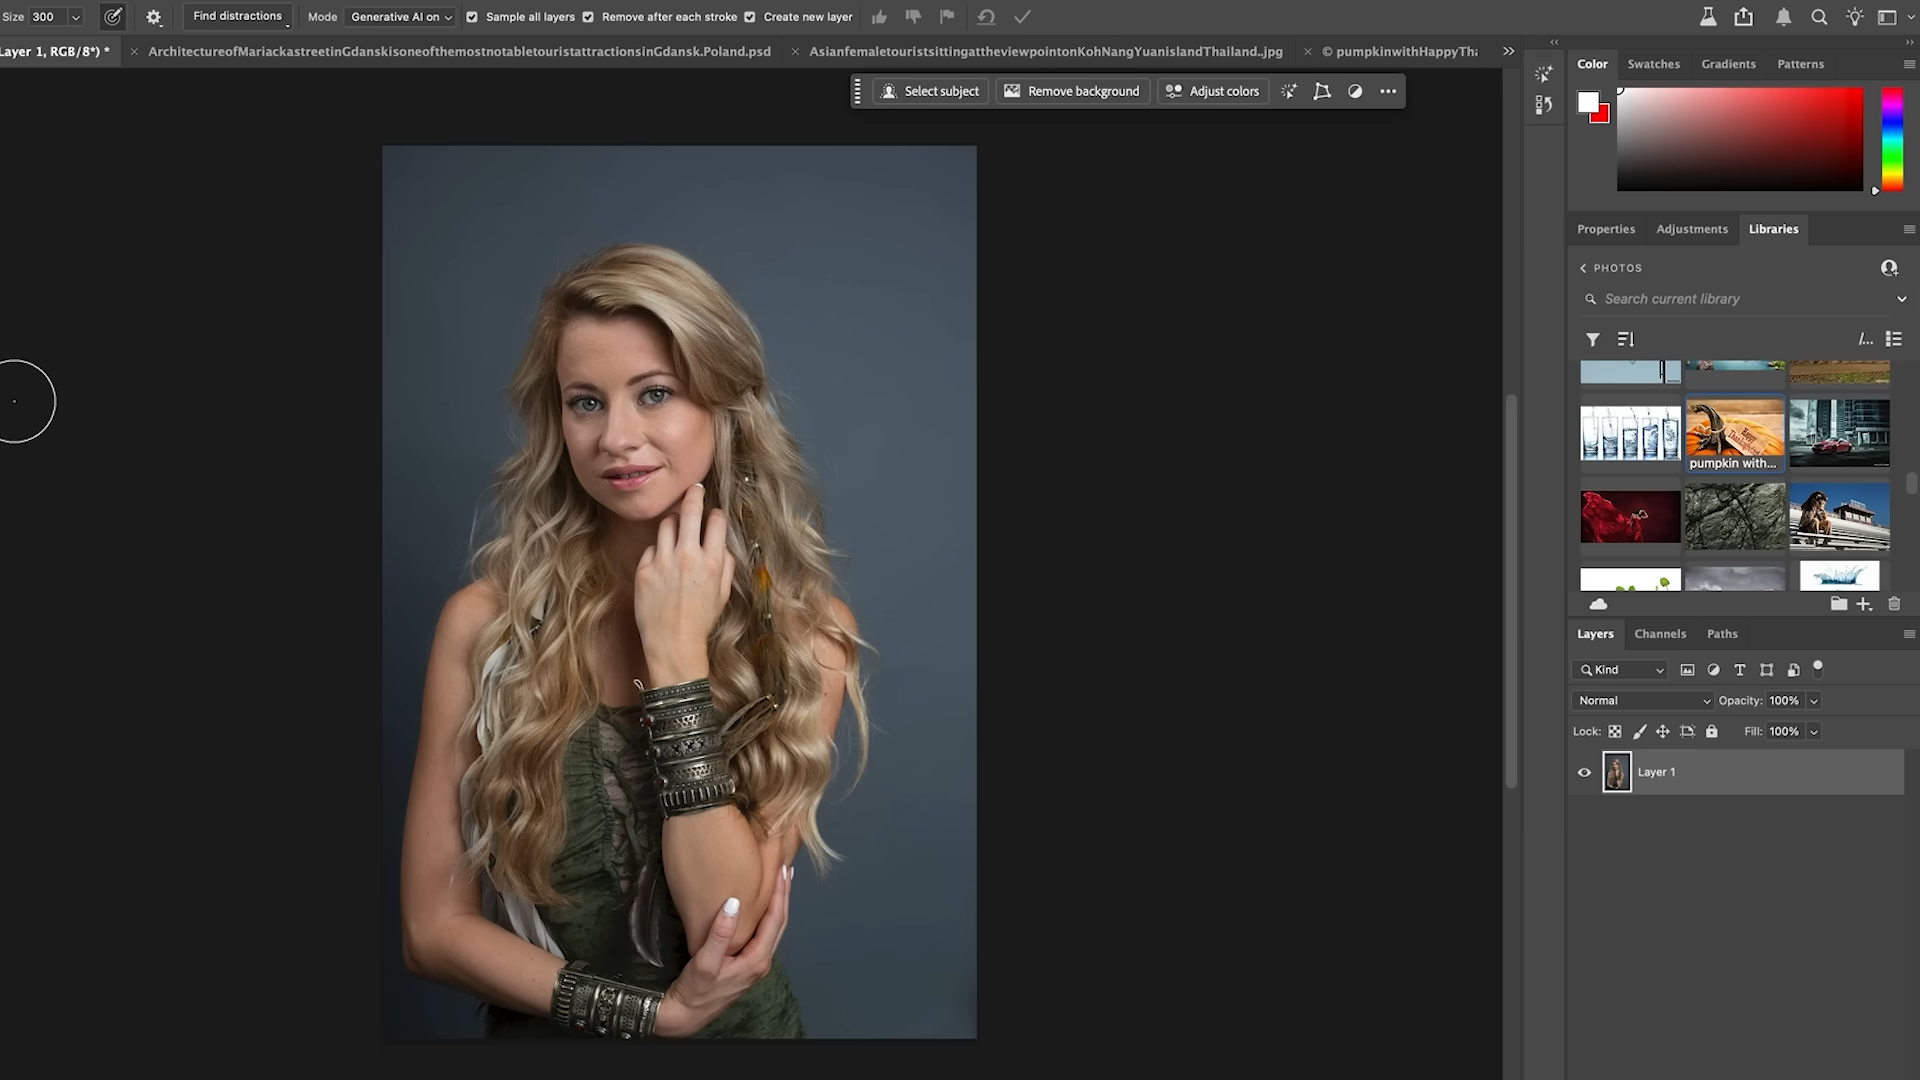 Size 300 Find distractions Mode Generative AI on Sample all layers Remove after each stroke Create new layer
Layer 1, RGB/8*) * ArchitectureofMariackastreetinGdanskisoneofthemostnotabletouristattractionsinGdansk.Poland.psd AsianfemaletouristsittingattheviewpointonKohNangYuanislandThailand..jpg © pumpkinwithHappyTha
Select subject Remove background Adjust colors
Color Swatches Gradients Patterns
Properties Adjustments Libraries
PHOTOS
Search current library
/...
Happy Thanksgiving
pumpkin with...
Layers Channels Paths
Kind
Normal Opacity: 100%
Lock: Fill: 100%
Layer 1